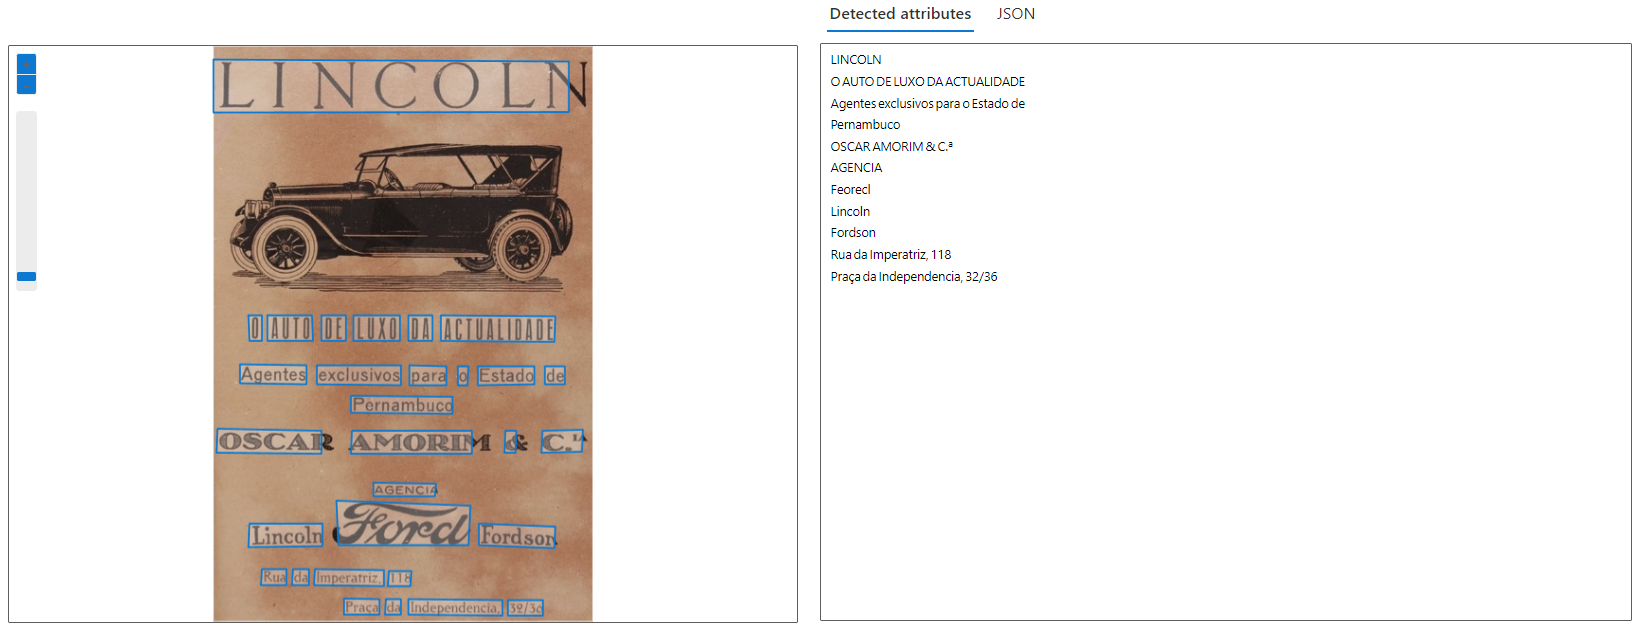 Detected attributes JSON
LINCOLN
O AUTO DE LUXO DA ACTUALIDADE
Agentes exclusivos para o Estado de
Pernambuco
OSCAR AMORIM & C.IA
AGENCIA
Lincoln Ford Fordson
Rua da Imperatriz, 118
Praça da Independencia, 32/36
LINCOLN
O AUTO DE LUXO DA ACTUALIDADE
Agentes exclusivos para o Estado de
Pernambuco
OSCAR AMORIM & C.ª
AGENCIA
Feorecl
Lincoln
Fordson
Rua da Imperatriz, 118
Praça da Independencia, 32/36